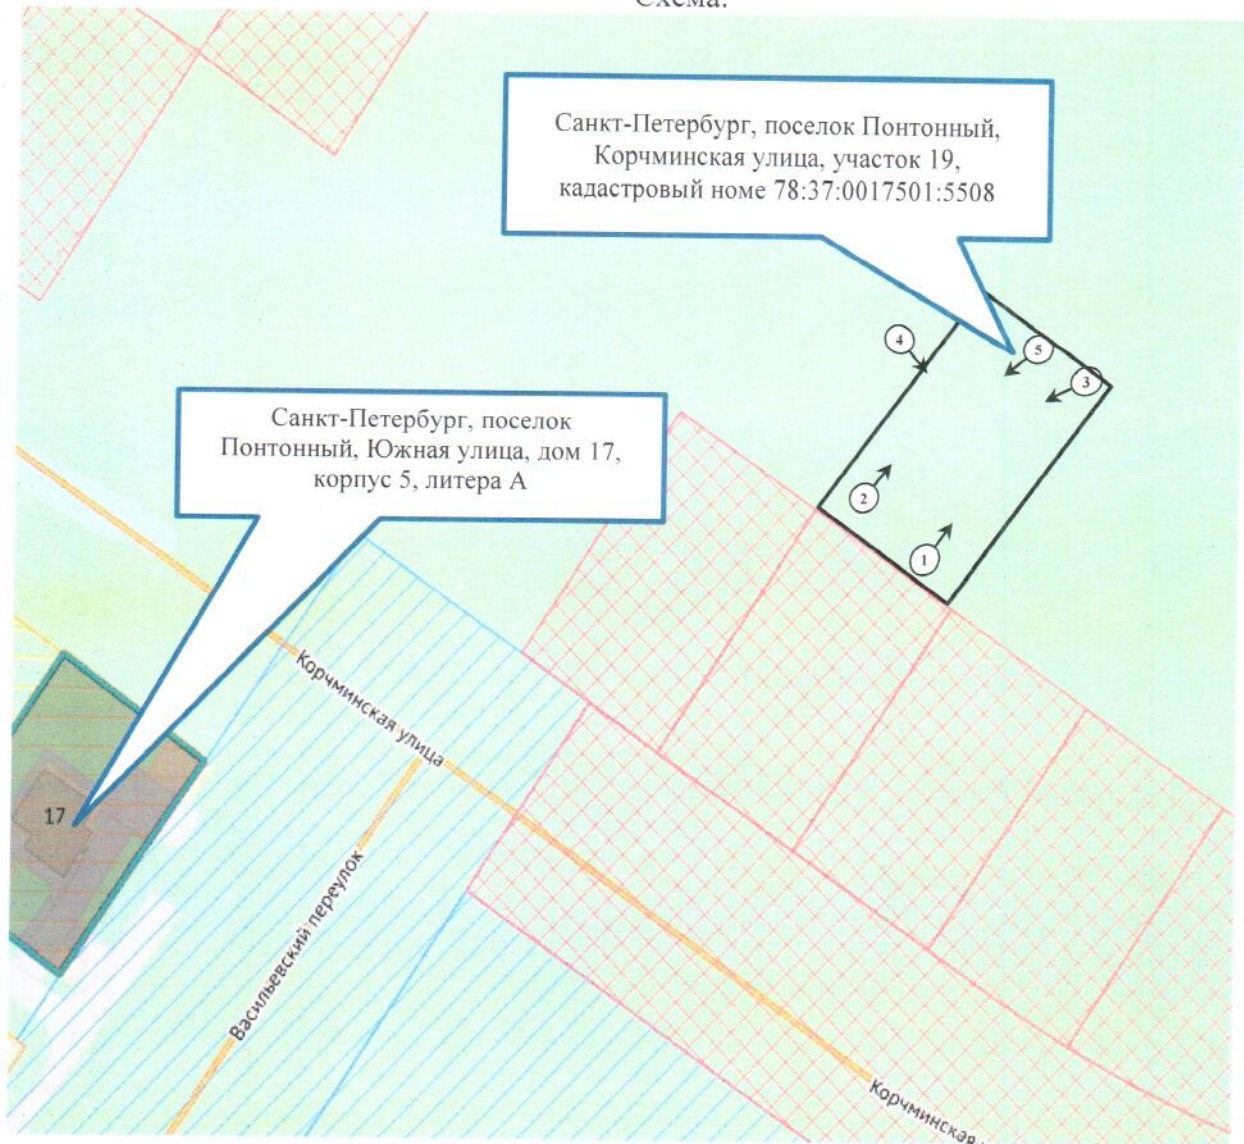 Схема:
Санкт-Петербург, поселок Понтонный,
Корчминская улица, участок 19,
кадастровый номе 78:37:0017501:5508
4
5
3
Санкт-Петербург, поселок
Понтонный, Южная улица, дом 17,
корпус 5, литера А
2
1
Корчминская улица
17
Васильевский переулок
Корчминская